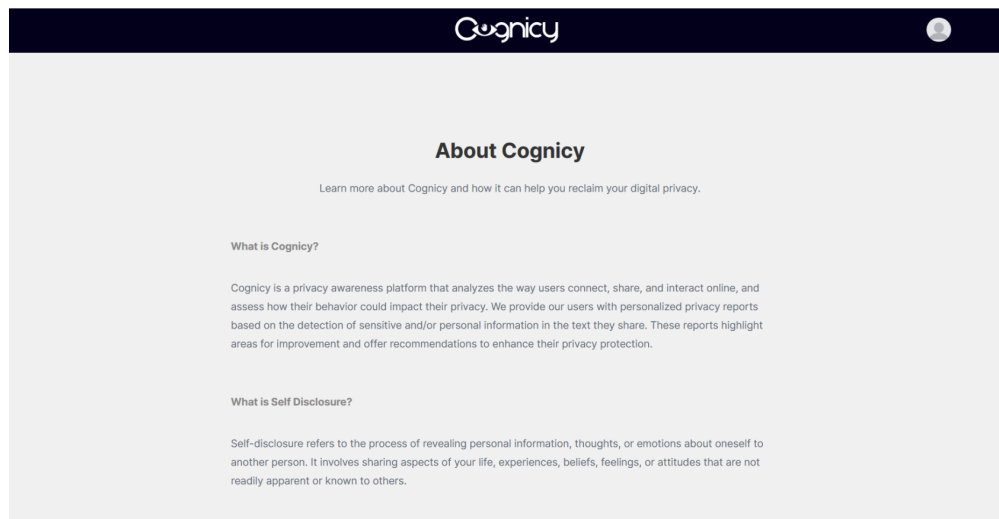 Cognicy
About Cognicy
Learn more about Cognicy and how it can help you reclaim your digital privacy.
What is Cognicy?
Cognicy is a privacy awareness platform that analyzes the way users connect, share, and interact online, and
assess how their behavior could impact their privacy. We provide our users with personalized privacy reports
based on the detection of sensitive and/or personal information in the text they share. These reports highlight
areas for improvement and offer recommendations to enhance their privacy protection.
What is Self Disclosure?
Self-disclosure refers to the process of revealing personal information, thoughts, or emotions about oneself to
another person. It involves sharing aspects of your life, experiences, beliefs, feelings, or attitudes that are not
readily apparent or known to others.